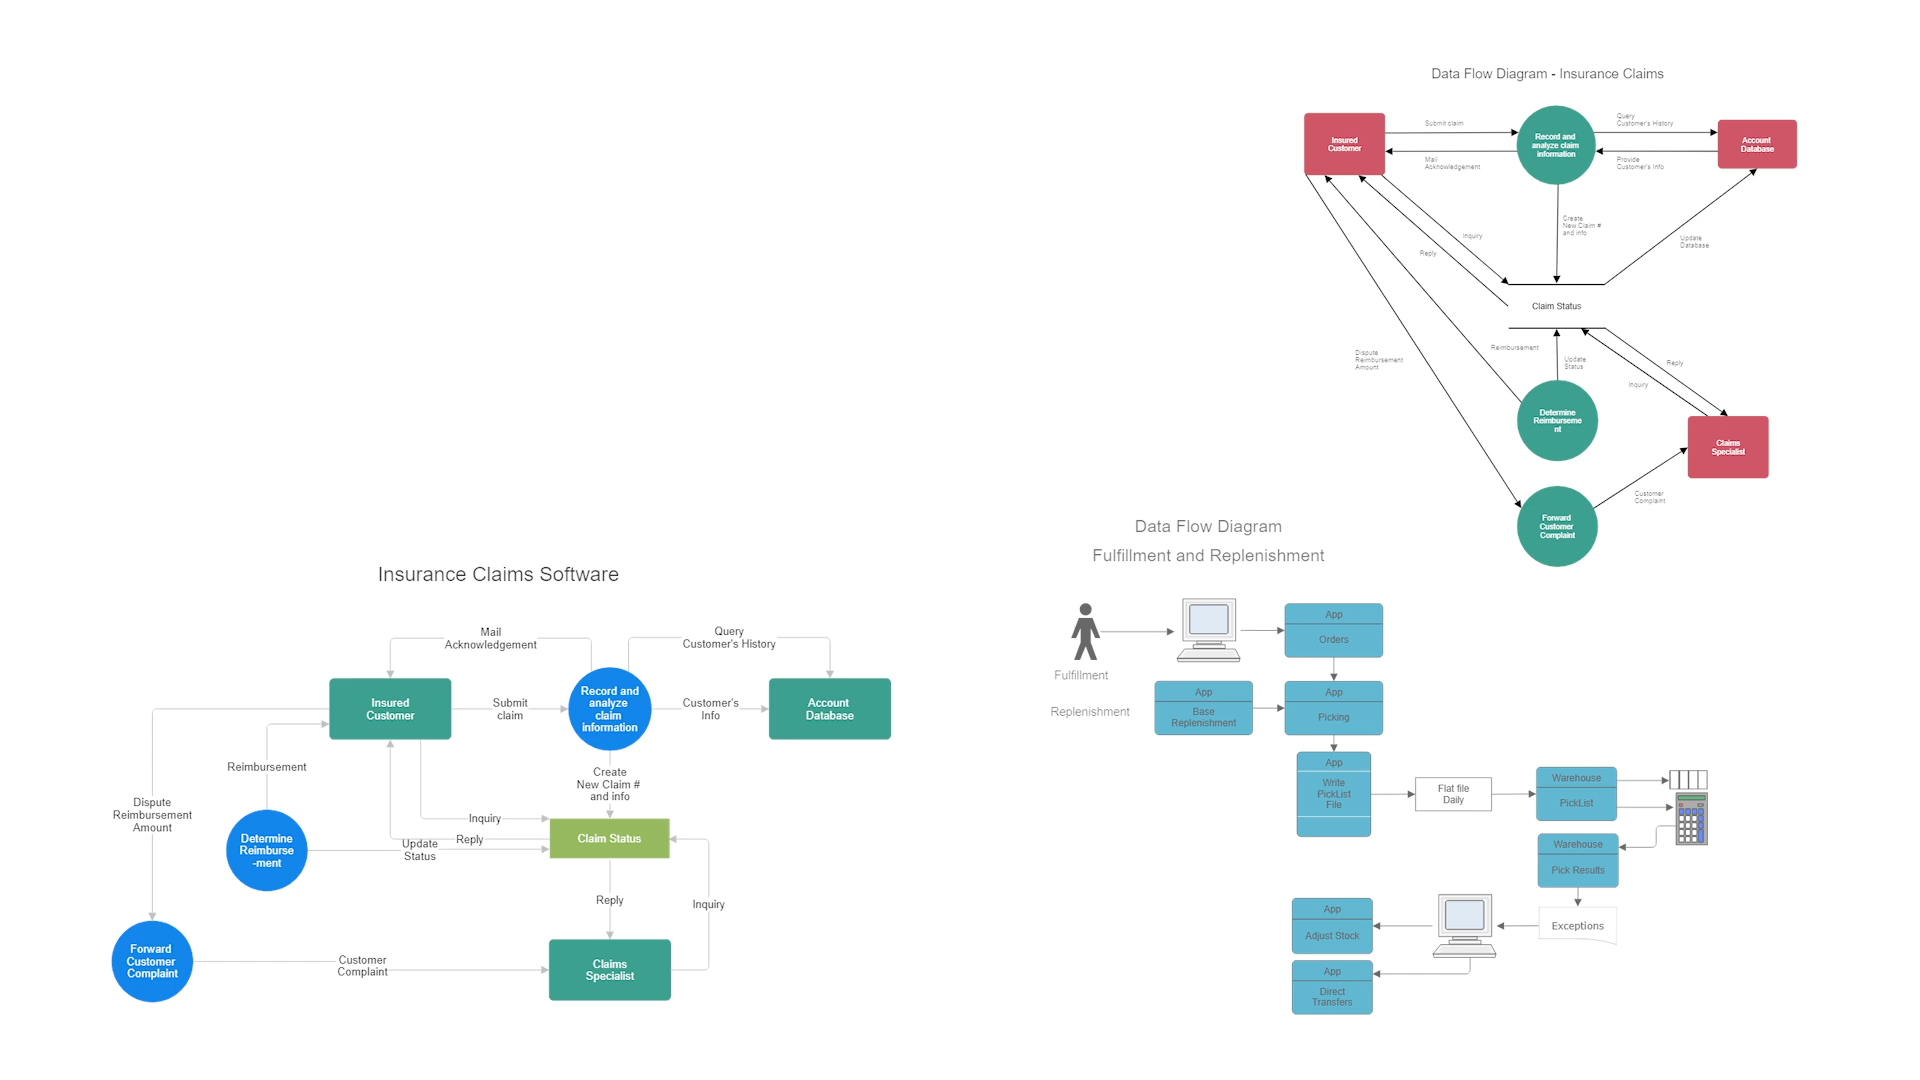 Data Flow Diagram - Insurance Claims
Insured
Customer
Submit claim
Mail
Acknowledgement
Record and
analyze claim
information
Query
Customer's History
Provide
Customer's Info
Account
Database
Create
New Claim #
and info
Inquiry
Reply
Update
Database
Claim Status
Dispute
Reimbursement
Amount
Reimbursement
Update
Status
Reply
Inquiry
Determine
Reimburseme
nt
Claims
Specialist
Customer
Complaint
Forward
Customer
Complaint
Insurance Claims Software
Mail
Acknowledgement
Query
Customer's History
Insured
Customer
Submit
claim
Record and
analyze
claim
information
Customer's
Info
Account
Database
Reimbursement
Create
New Claim #
and info
Dispute
Reimbursement
Amount
Inquiry
Reply
Update
Status
Claim Status
Determine
Reimburse
-ment
Reply
Inquiry
Forward
Customer
Complaint
Customer
Complaint
Claims
Specialist
Data Flow Diagram
Fulfillment and Replenishment
Fulfillment
App
Orders
Replenishment
App
Base
Replenishment
App
Picking
App
Write
PickList
File
Flat file
Daily
Warehouse
PickList
Warehouse
Pick Results
Exceptions
App
Adjust Stock
App
Direct
Transfers